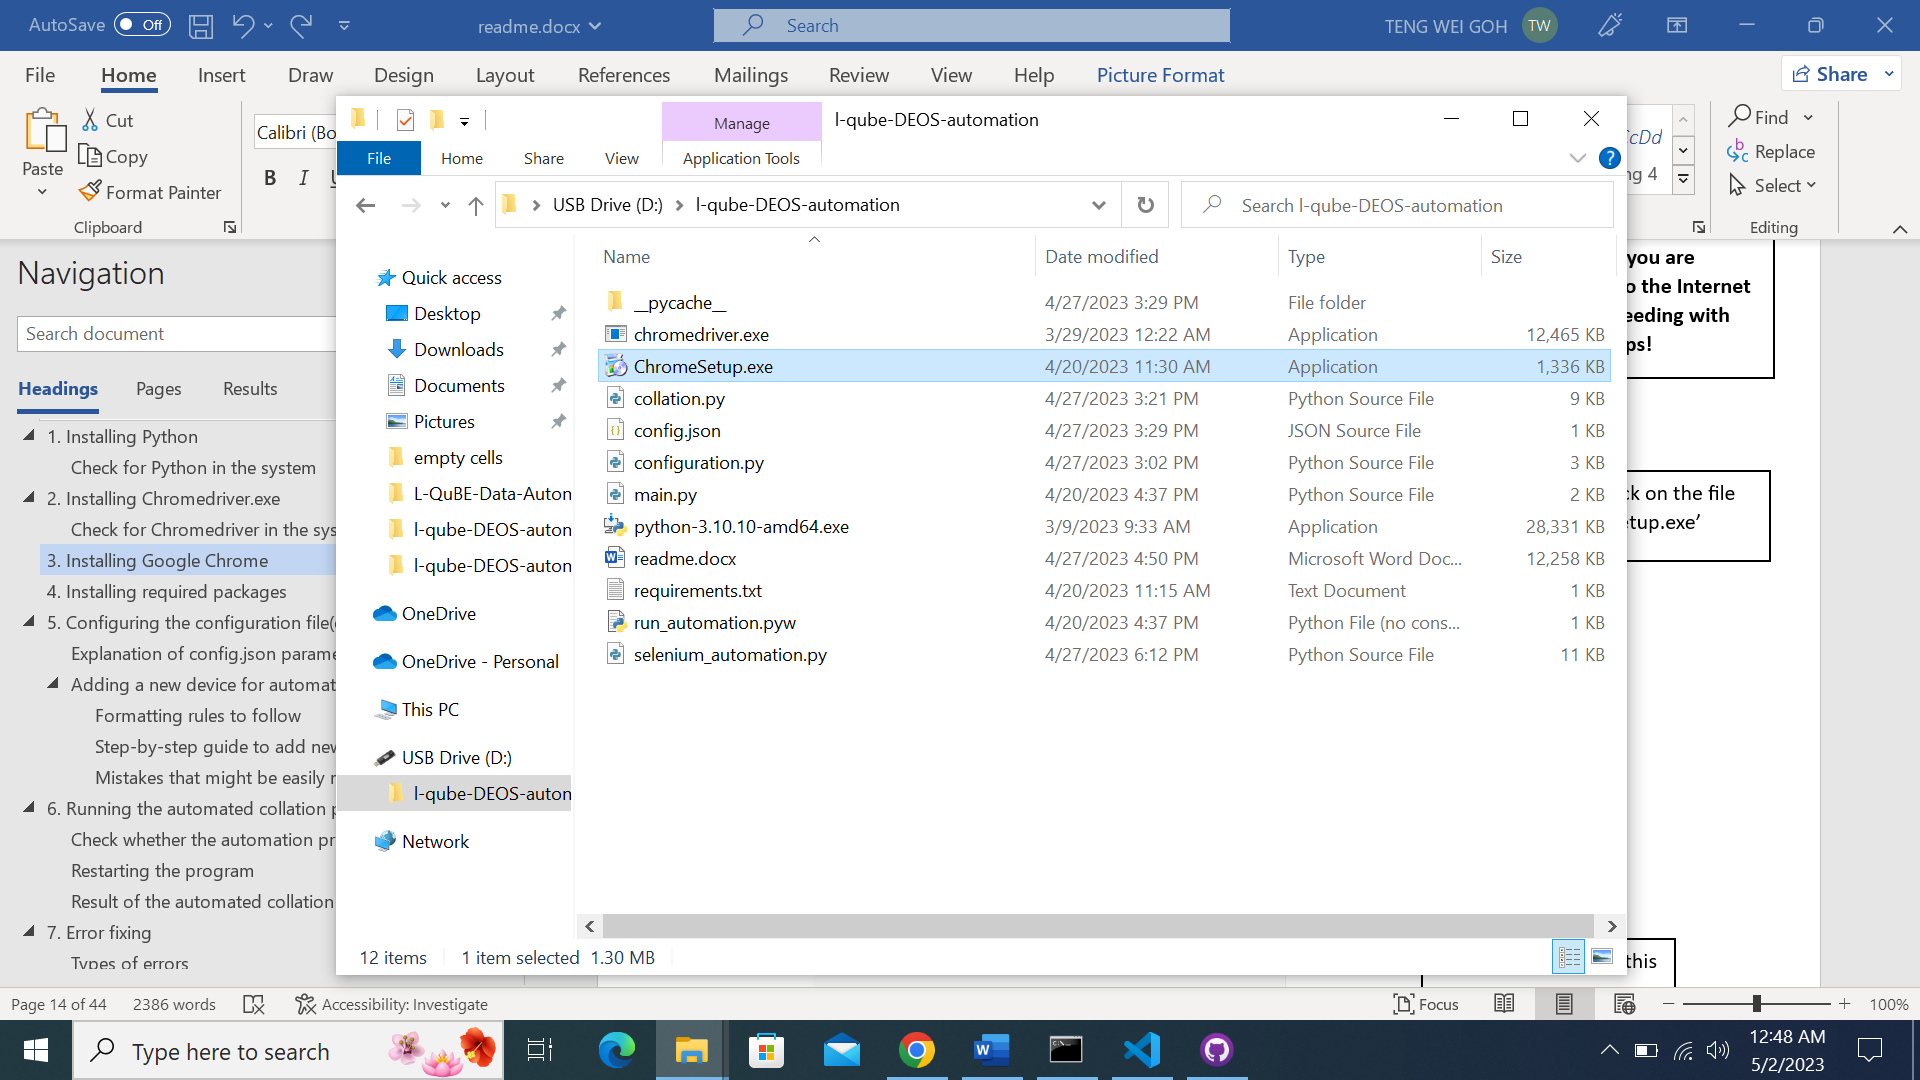 AutoSave Off
readme.docx
Search
TENG WEI GOH TW
File Home Insert Draw Design Layout References Mailings Review View Help Picture Format
Share
Paste
Cut
Copy
Format Painter
Clipboard
Calibri (Bo
B I U
cDd
ng 4
Find
Replace
Select
Editing
Navigation
Search document
Headings Pages Results
1. Installing Python
Check for Python in the system
2. Installing Chromedriver.exe
Check for Chromedriver in the sys
3. Installing Google Chrome
4. Installing required packages
5. Configuring the configuration file(
Explanation of config.json parame
Adding a new device for automat
Formatting rules to follow
Step-by-step guide to add new
Mistakes that might be easily r
6. Running the automated collation p
Check whether the automation pr
Restarting the program
Result of the automated collation
7. Error fixing
Types of errors
Manage
l-qube-DEOS-automation
File Home Share View Application Tools
USB Drive (D:) l-qube-DEOS-automation
Search l-qube-DEOS-automation
Quick access
Desktop
Downloads
Documents
Pictures
empty cells
L-QuBE-Data-Auton
l-qube-DEOS-auton
l-qube-DEOS-auton
OneDrive
OneDrive - Personal
This PC
USB Drive (D:)
l-qube-DEOS-auton
Network
Name Date modified Type Size
__pycache__ 4/27/2023 3:29 PM File folder
chromedriver.exe 3/29/2023 12:22 AM Application 12,465 KB
ChromeSetup.exe 4/20/2023 11:30 AM Application 1,336 KB
collation.py 4/27/2023 3:21 PM Python Source File 9 KB
config.json 4/27/2023 3:29 PM JSON Source File 1 KB
configuration.py 4/27/2023 3:02 PM Python Source File 3 KB
main.py 4/20/2023 4:37 PM Python Source File 2 KB
python-3.10.10-amd64.exe 3/9/2023 9:33 AM Application 28,331 KB
readme.docx 4/27/2023 4:50 PM Microsoft Word Doc... 12,258 KB
requirements.txt 4/20/2023 11:15 AM Text Document 1 KB
run_automation.pyw 4/20/2023 4:37 PM Python File (no cons... 1 KB
selenium_automation.py 4/27/2023 6:12 PM Python Source File 11 KB
12 items 1 item selected 1.30 MB
you are
o the Internet
eeding with
ps!
ck on the file
etup.exe’
this
Page 14 of 44 2386 words Accessibility: Investigate
Focus
100%
Type here to search
12:48 AM
5/2/2023